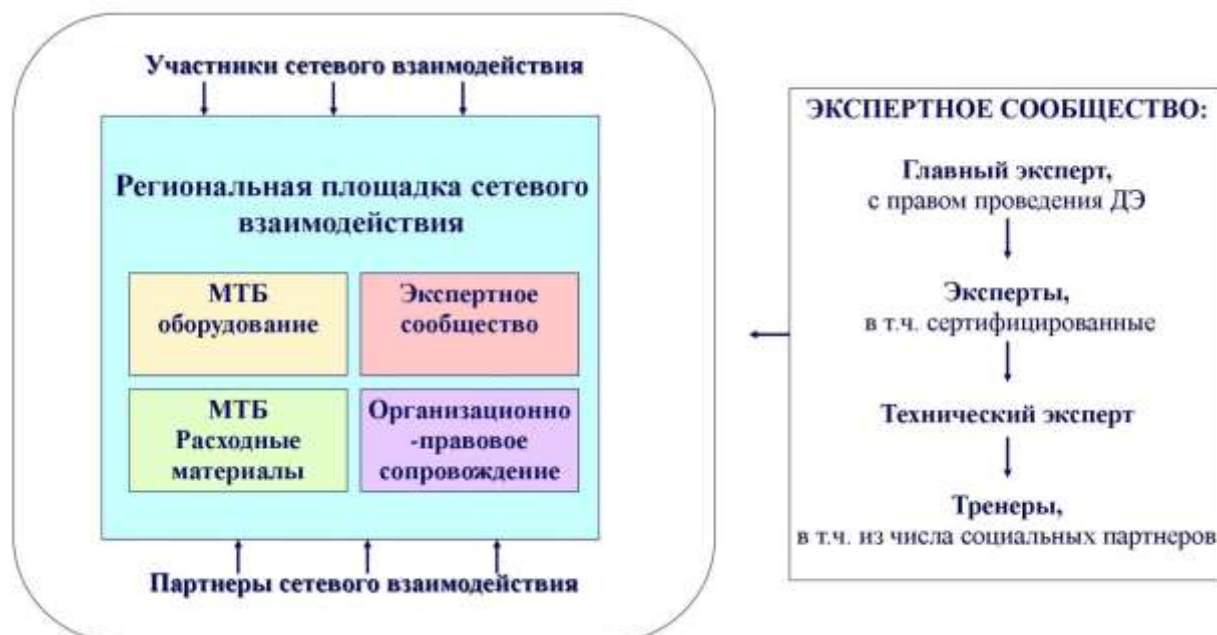 Участники сетевого взаимодействия
Региональная площадка сетевого
взаимодействия
МТБ
оборудование
Экспертное
сообщество
МТБ
Расходные
материалы
Организационно
-правовое
сопровождение
Партнеры сетевого взаимодействия
ЭКСПЕРТНОЕ СООБЩЕСТВО:
Главный эксперт,
с правом проведения ДЭ
Эксперты,
в т.ч. сертифицированные
Технический эксперт
Тренеры,
в т.ч. из числа социальных партнеров